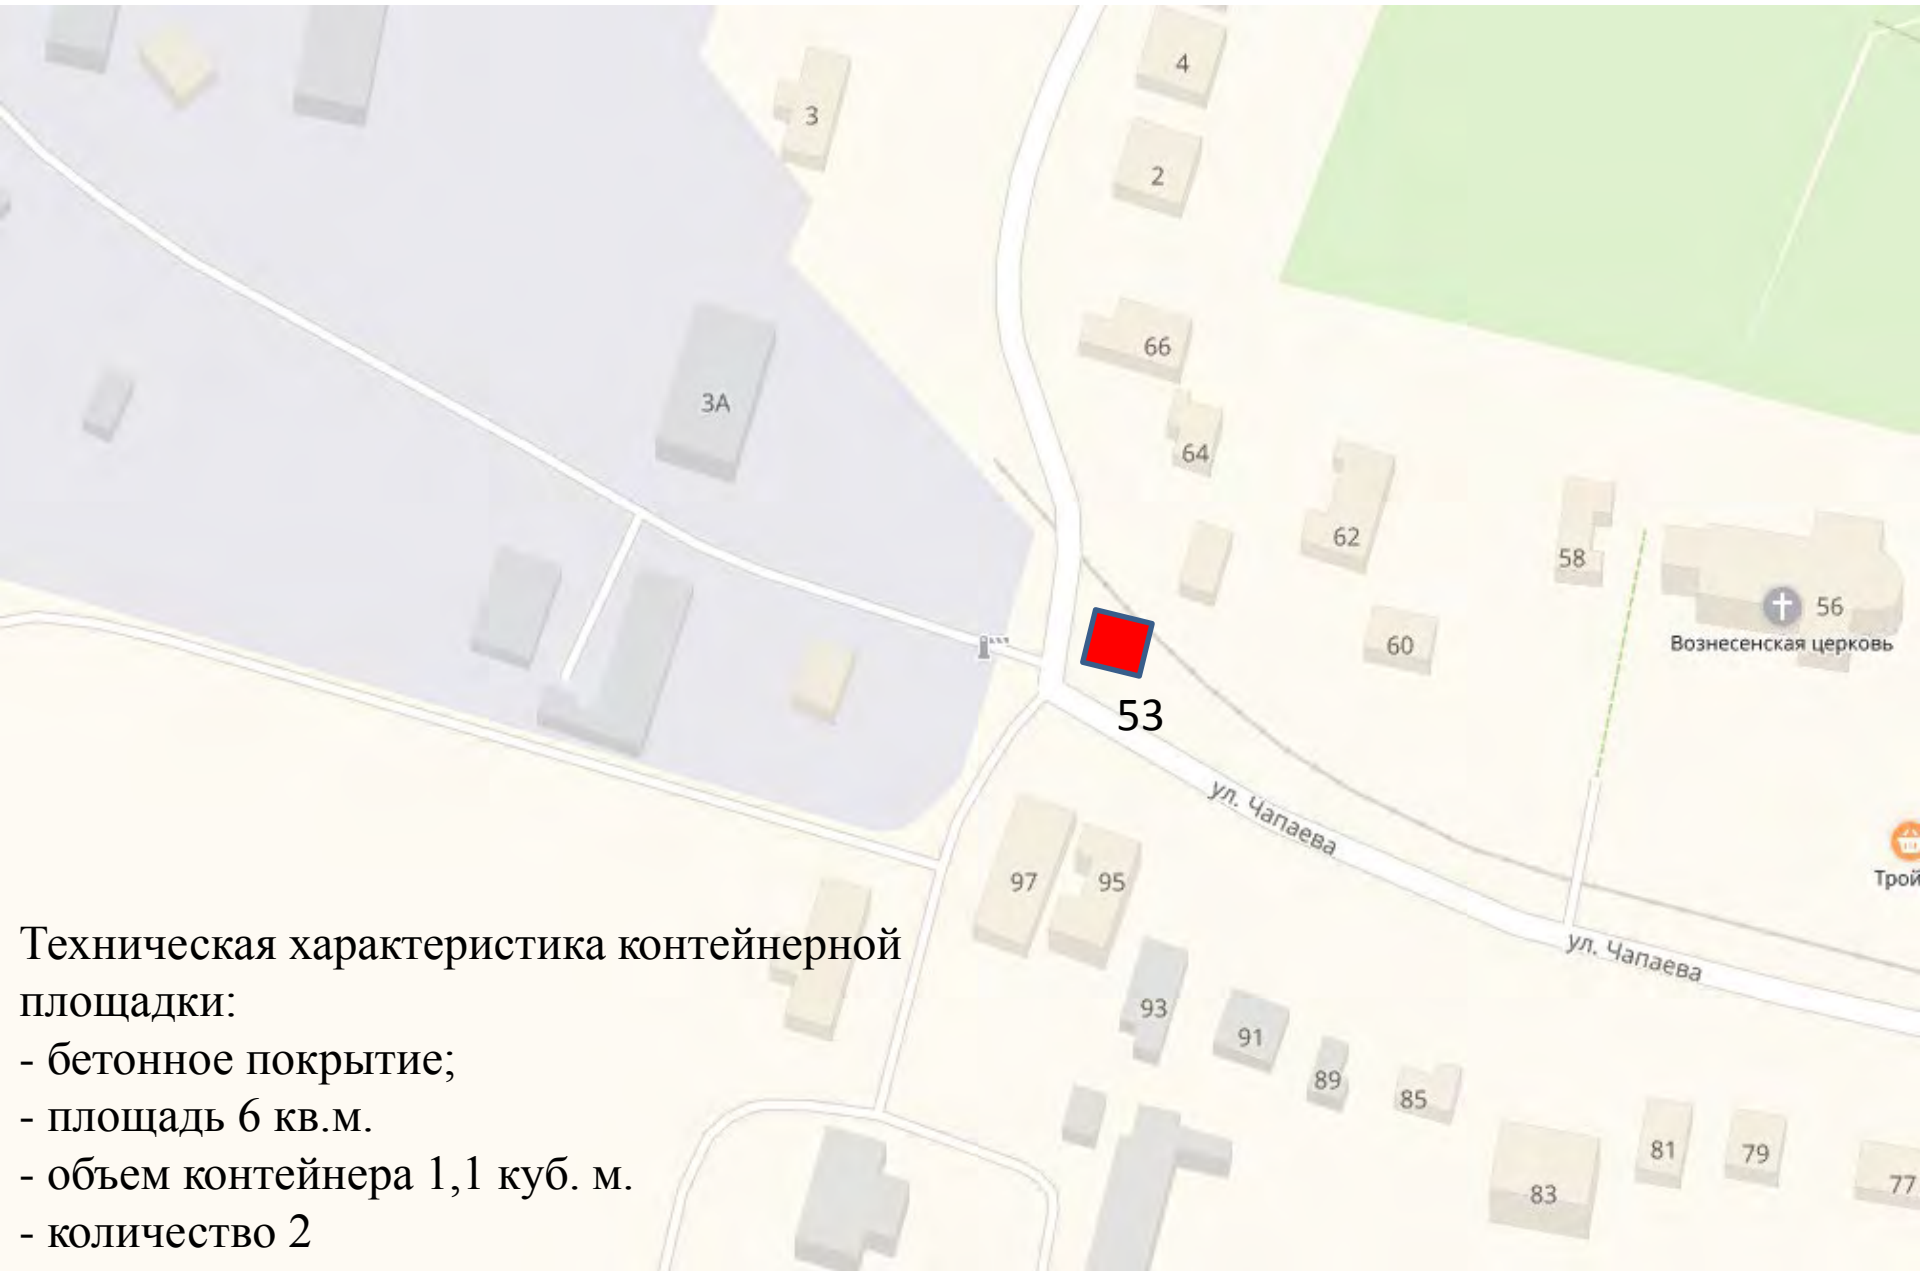 4
3
2
66
3А
64
62
58
56
Вознесенская церковь
60
53
ул. Чапаева
Трой
97
95
ул. Чапаева
93
91
89
85
81
79
77
83
Техническая характеристика контейнерной
площадки:
- бетонное покрытие;
- площадь 6 кв.м.
- объем контейнера 1,1 куб. м.
- количество 2